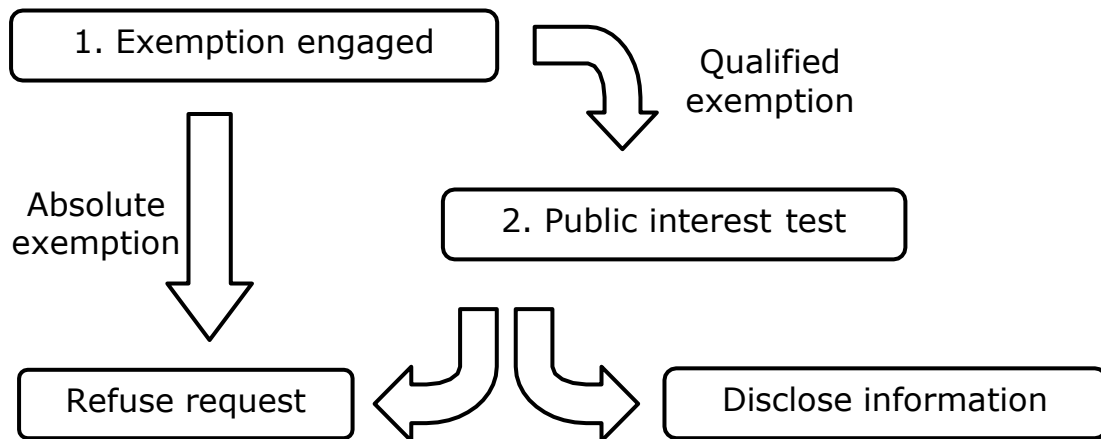 1. Exemption engaged
Qualified
exemption
Absolute
exemption
2. Public interest test
Refuse request
Disclose information